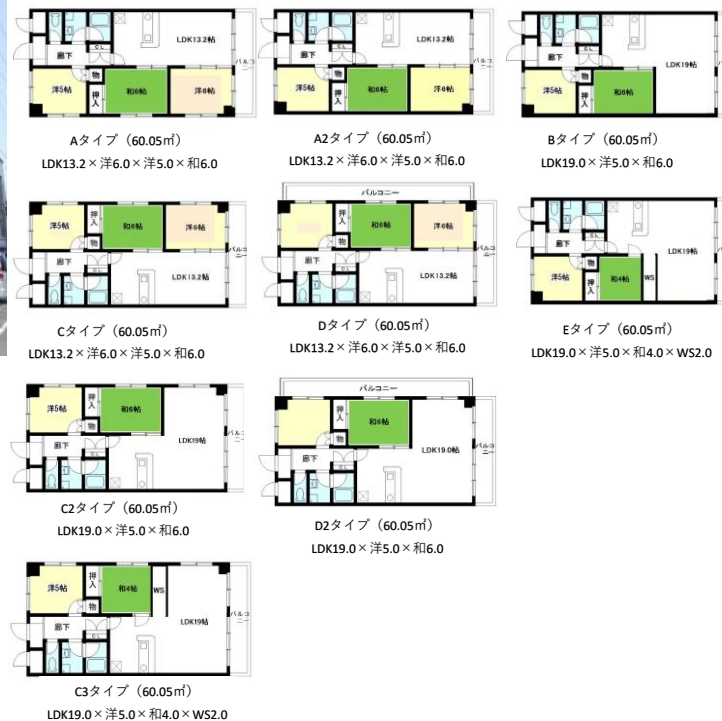 LDK13.2帖
CL
廊下
物
押入
洋5帖
和6帖
洋6帖
バルコニー
Aタイプ（60.05㎡）
LDK13.2×洋6.0×洋5.0×和6.0
LDK13.2帖
CL
廊下
物
押入
洋5帖
和6帖
洋6帖
バルコニー
A2タイプ（60.05㎡）
LDK13.2×洋6.0×洋5.0×和6.0
CL
廊下
LDK19帖
物
押入
洋5帖
和6帖
Bタイプ（60.05㎡）
LDK19.0×洋5.0×和6.0
洋5帖
押入
和6帖
洋6帖
物
バルコニー
廊下
CL
LDK13.2帖
Cタイプ（60.05㎡）
LDK13.2×洋6.0×洋5.0×和6.0
バルコニー
押入
和6帖
洋6帖
物
バルコニー
廊下
CL
LDK13.2帖
Dタイプ（60.05㎡）
LDK13.2×洋6.0×洋5.0×和6.0
CL
廊下
LDK19帖
物
押入
洋5帖
和4帖
WS
Eタイプ（60.05㎡）
LDK19.0×洋5.0×和4.0×WS2.0
洋5帖
押入
和6帖
物
LDK19帖
バルコニー
廊下
CL
C2タイプ（60.05㎡）
LDK19.0×洋5.0×和6.0
バルコニー
押入
和6帖
物
LDK19.0帖
バルコニー
廊下
CL
D2タイプ（60.05㎡）
LDK19.0×洋5.0×和6.0
洋5帖
押入
和4帖
WS
物
LDK19帖
バルコニー
廊下
CL
C3タイプ（60.05㎡）
LDK19.0×洋5.0×和4.0×WS2.0